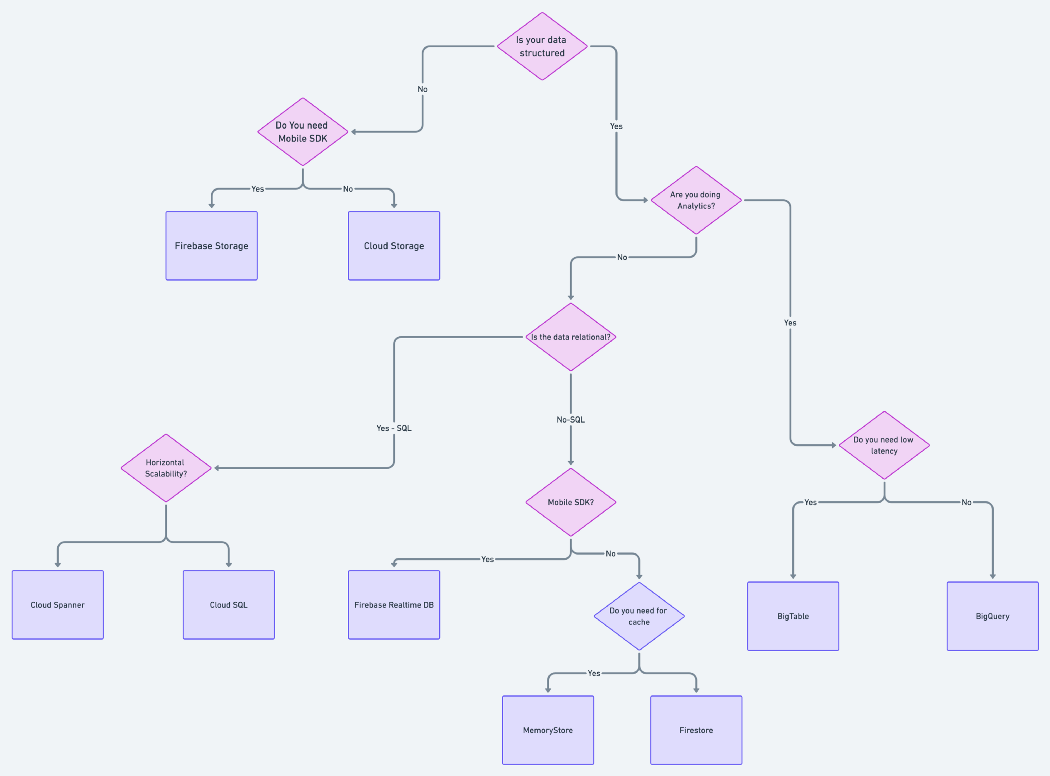 Is your data
structured
No
Do You need
Mobile SDK
Yes
Yes
No
Are you doing
Analytics?
Firebase Storage
Cloud Storage
No
Yes
Is the data relational?
Yes - SQL
No-SQL
Do you need low
latency
Horizontal
Scalability?
Mobile SDK?
Yes
No
Yes
No
Cloud Spanner
Cloud SQL
Firebase Realtime DB
Do you need for
cache
BigTable
BigQuery
Yes
MemoryStore
Firestore